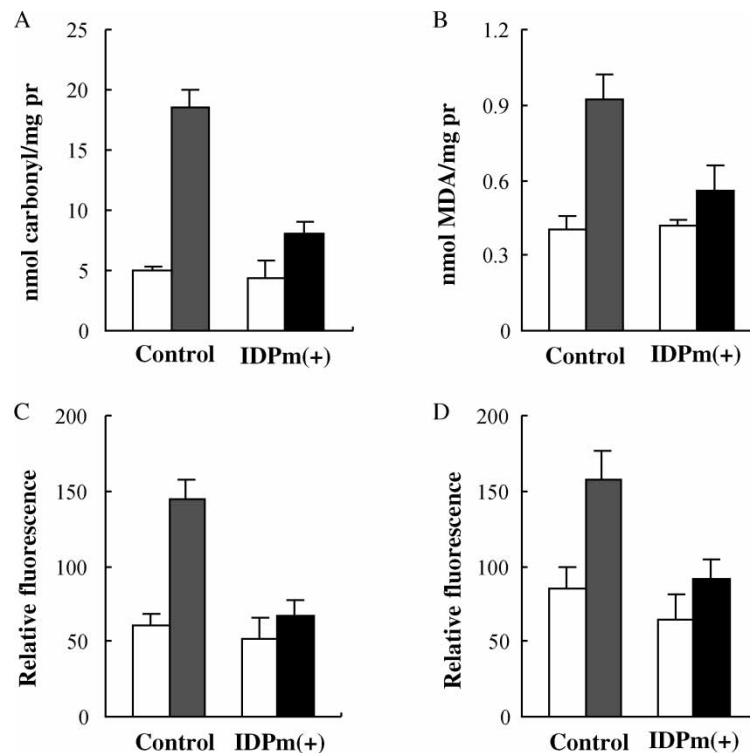 A
25
20
15
10
5
0
nmol carbonyl/mg pr
Control IDPm(+)
B
1.2
0.9
0.6
0.3
0
nmol MDA/mg pr
Control IDPm(+)
C
200
150
100
50
0
Relative fluorescence
Control IDPm(+)
D
200
150
100
50
0
Relative fluorescence
Control IDPm(+)